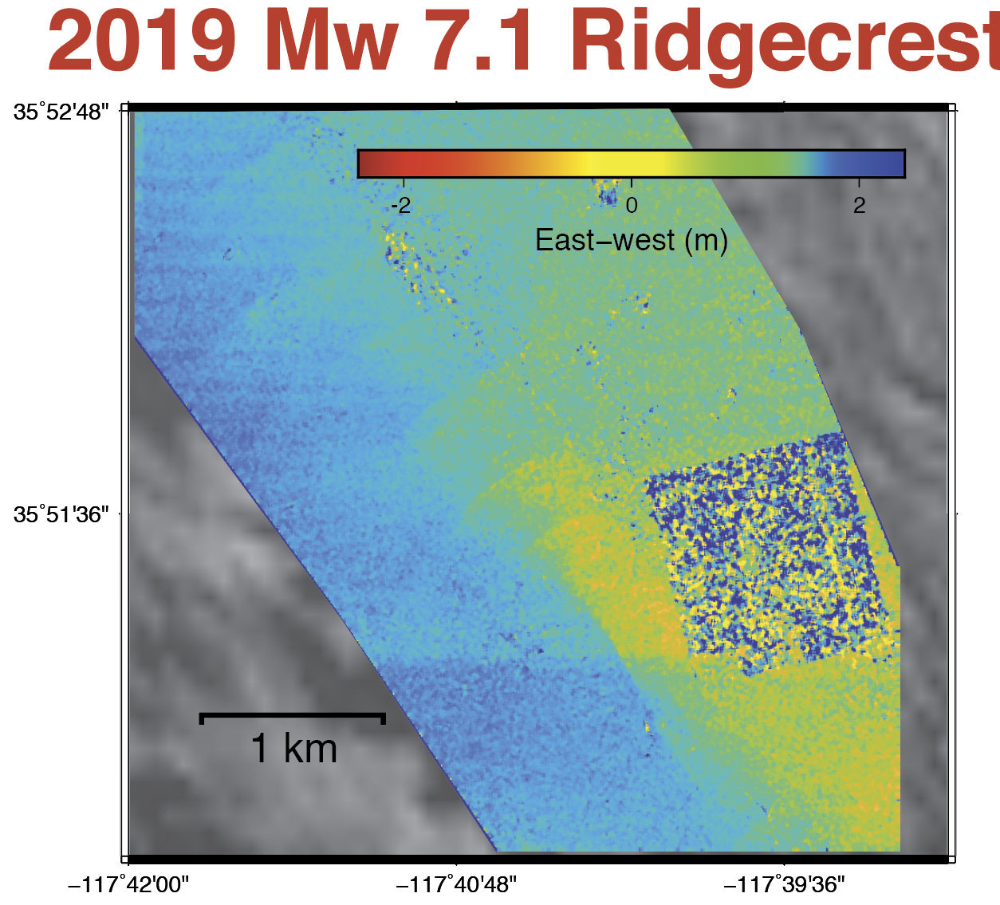 2019 Mw 7.1 Ridgecrest
35˚52'48"
-2 0 2
East–west (m)
35˚51'36"
1 km
−117˚42'00" −117˚40'48" −117˚39'36"